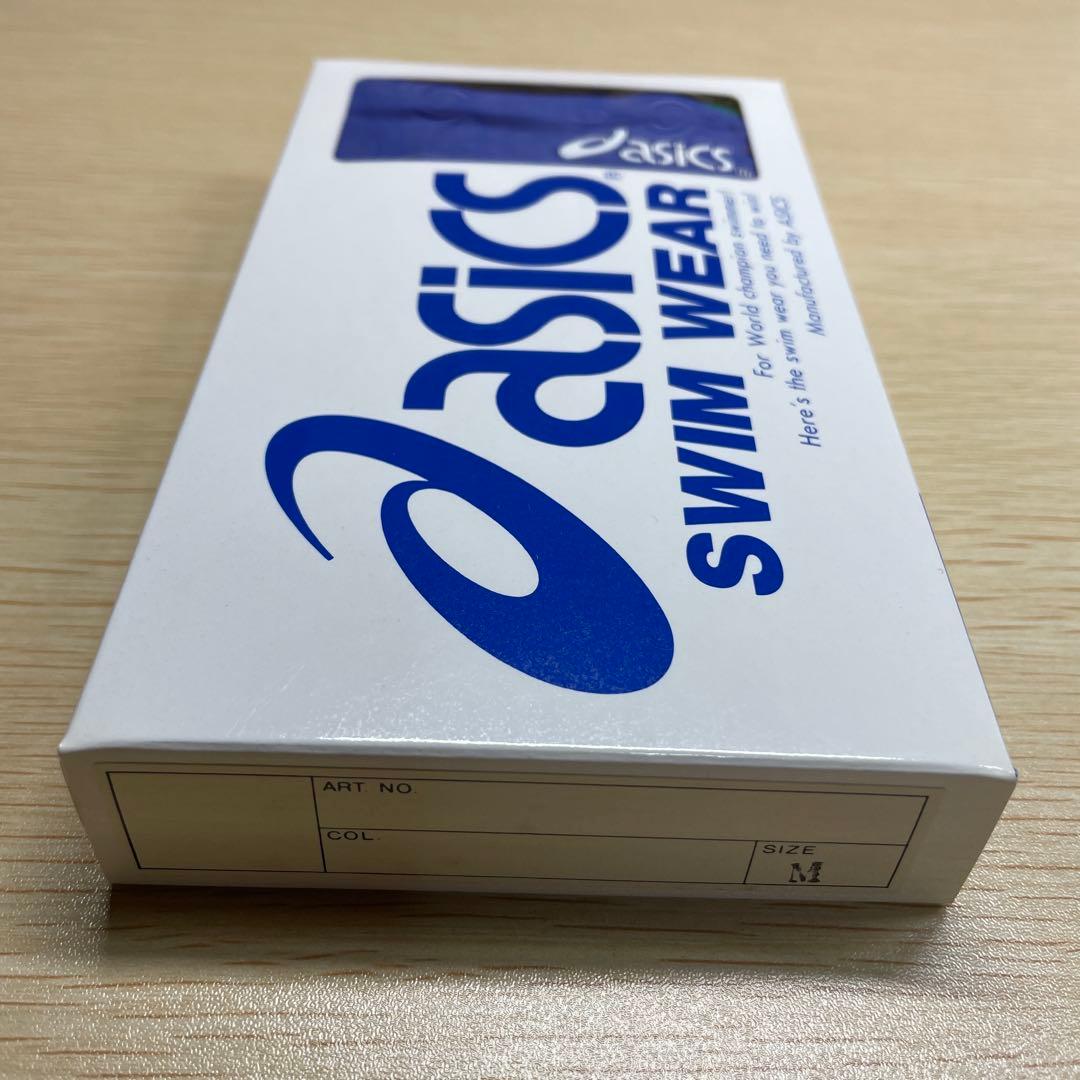 asics
asics®
SWIM WEAR
For World champion swimmer!
Here's the swim wear you need to win!
Manufactured by ASICS
ART. NO.
COL.
SIZE
M